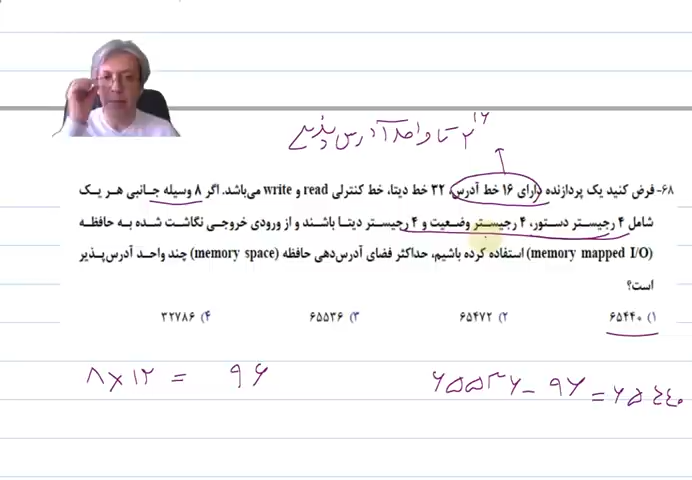 ۲^۱۶ تا واحد آدرس پذیر
۶۸- فرض کنید یک پردازنده دارای ۱۶ خط آدرس، ۳۲ خط دیتا، خط کنترلی read و write می‌باشد. اگر ۸ وسیله جانبی هر یک
شامل ۴ رجیستر دستور، ۴ رجیستر وضعیت و ۴ رجیستر دیتا باشند و از ورودی خروجی نگاشت شده به حافظه
(memory mapped I/O) استفاده کرده باشیم، حداکثر فضای آدرس‌دهی حافظه (memory space) چند واحد آدرس‌پذیر
است؟
۱) ۶۵۴۴۰ ۲) ۶۵۴۷۲ ۳) ۶۵۵۳۶ ۴) ۳۲۷۸۶
۸ × ۱۲ = ۹۶ ۶۵۵۳۶ - ۹۶ = ۶۵۴۴۰